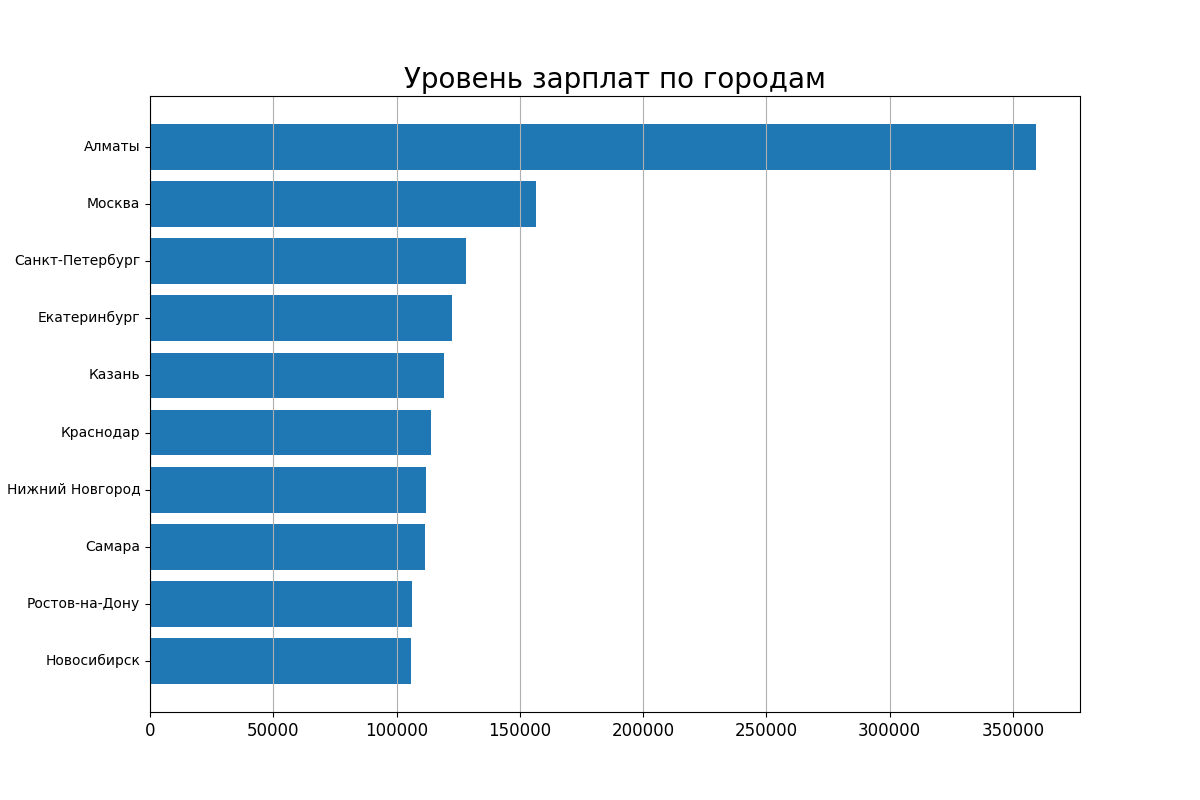 Уровень зарплат по городам
Алматы
Москва
Санкт-Петербург
Екатеринбург
Казань
Краснодар
Нижний Новгород
Самара
Ростов-на-Дону
Новосибирск
0 50000 100000 150000 200000 250000 300000 350000